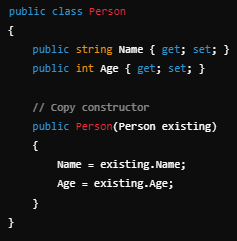 public class Person
{
    public string Name { get; set; }
    public int Age { get; set; }

    // Copy constructor
    public Person(Person existing)
    {
        Name = existing.Name;
        Age = existing.Age;
    }
}